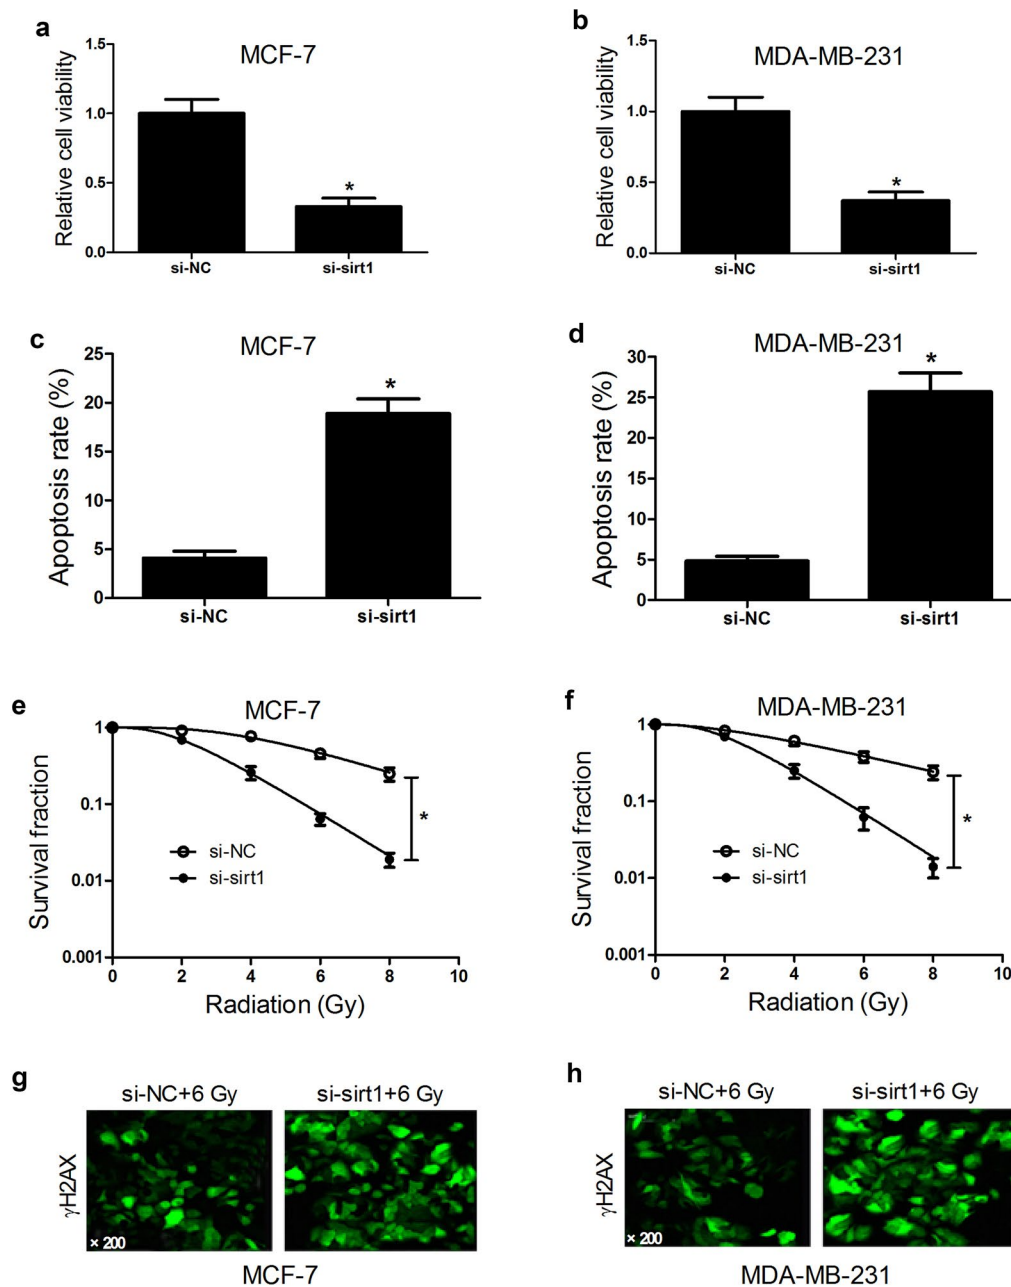 a
MCF-7
Relative cell viability
1.5
1.0
0.5
0.0
*
si-NC
si-sirt1
b
MDA-MB-231
Relative cell viability
1.5
1.0
0.5
0.0
*
si-NC
si-sirt1
c
MCF-7
Apoptosis rate (%)
25
20
15
10
5
0
*
si-NC
si-sirt1
d
MDA-MB-231
Apoptosis rate (%)
30
25
20
15
10
5
0
*
si-NC
si-sirt1
e
MCF-7
Survival fraction
1
0.1
0.01
0.001
si-NC
si-sirt1
*
0 2 4 6 8 10
Radiation (Gy)
f
MDA-MB-231
Survival fraction
1
0.1
0.01
0.001
si-NC
si-sirt1
*
0 2 4 6 8 10
Radiation (Gy)
g
si-NC+6 Gy si-sirt1+6 Gy
γH2AX
× 200
MCF-7
h
si-NC+6 Gy si-sirt1+6 Gy
γH2AX
× 200
MDA-MB-231